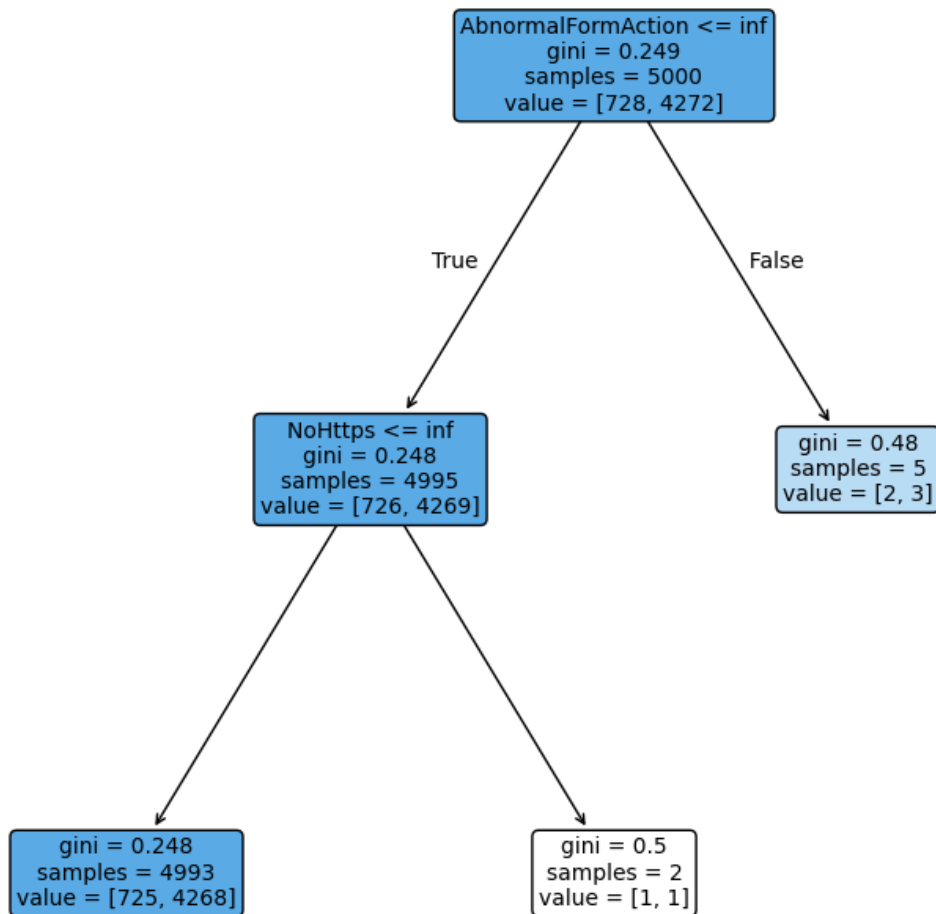 AbnormalFormAction <= inf
gini = 0.249
samples = 5000
value = [728, 4272]
True
False
NoHttps <= inf
gini = 0.248
samples = 4995
value = [726, 4269]
gini = 0.48
samples = 5
value = [2, 3]
gini = 0.248
samples = 4993
value = [725, 4268]
gini = 0.5
samples = 2
value = [1, 1]